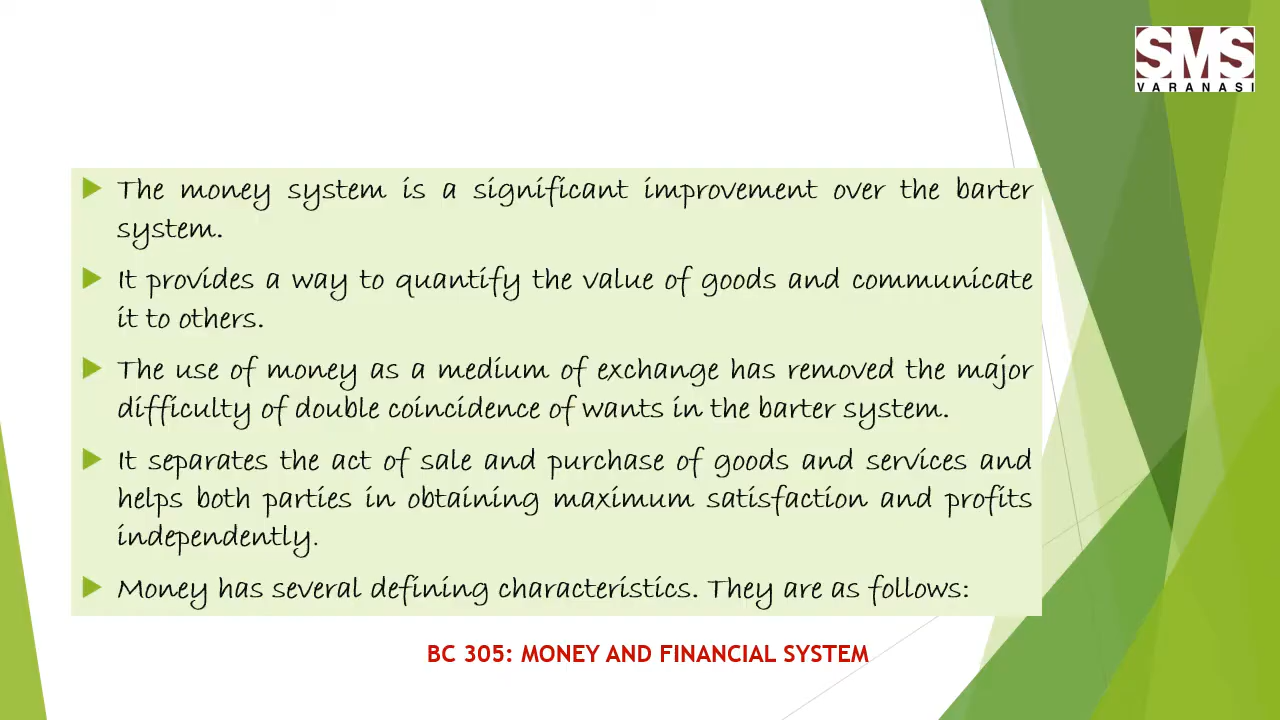 SMS
VARANASI
The money system is a significant improvement over the barter
system.
It provides a way to quantify the value of goods and communicate
it to others.
The use of money as a medium of exchange has removed the major
difficulty of double coincidence of wants in the barter system.
It separates the act of sale and purchase of goods and services and
helps both parties in obtaining maximum satisfaction and profits
independently.
Money has several defining characteristics. They are as follows:
BC 305: MONEY AND FINANCIAL SYSTEM